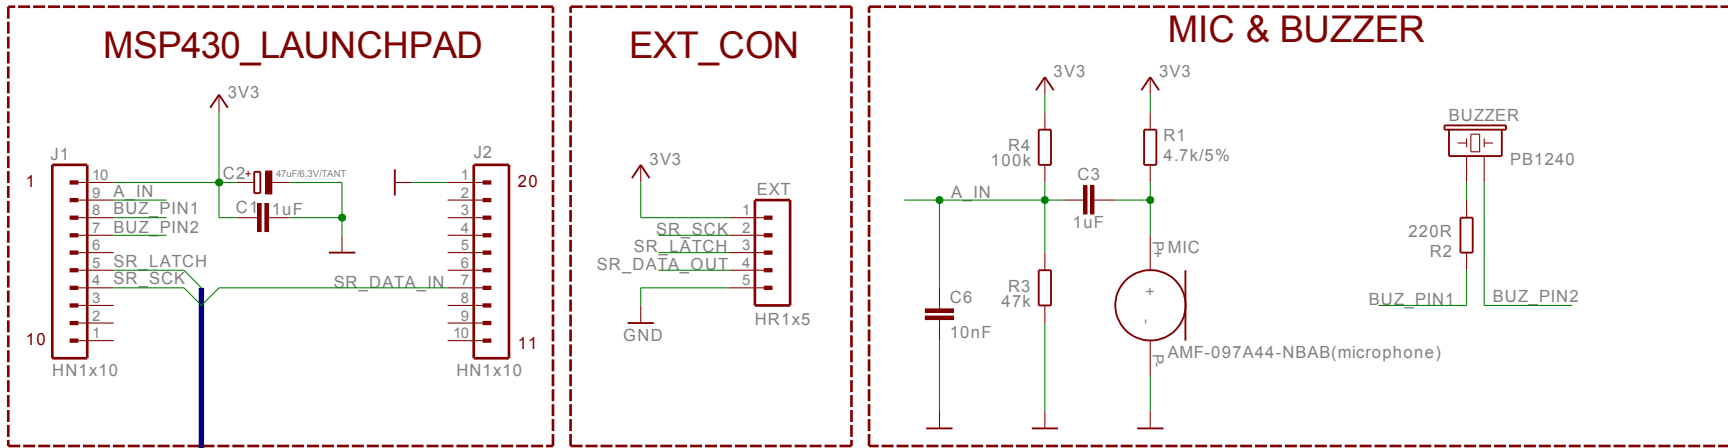 MSP430_LAUNCHPAD
3V3
J1
1
10
9
8
7
6
5
4
3
2
1
10
HN1x10
A_IN
BUZ_PIN1
BUZ_PIN2
SR_LATCH
SR_SCK
C2
+
47uF/6.3V/TANT
C1
1uF
SR_DATA_IN
J2
1
2
3
4
5
6
7
8
9
10
20
11
HN1x10
EXT_CON
3V3
EXT
1
2
3
4
5
SR_SCK
SR_LATCH
SR_DATA_OUT
GND
HR1x5
MIC & BUZZER
3V3
3V3
R4
100k
R1
4.7k/5%
A_IN
C3
1uF
C6
10nF
R3
47k
P+
MIC
+
-
P-
AMF-097A44-NBAB(microphone)
BUZZER
PB1240
220R
R2
BUZ_PIN1
BUZ_PIN2